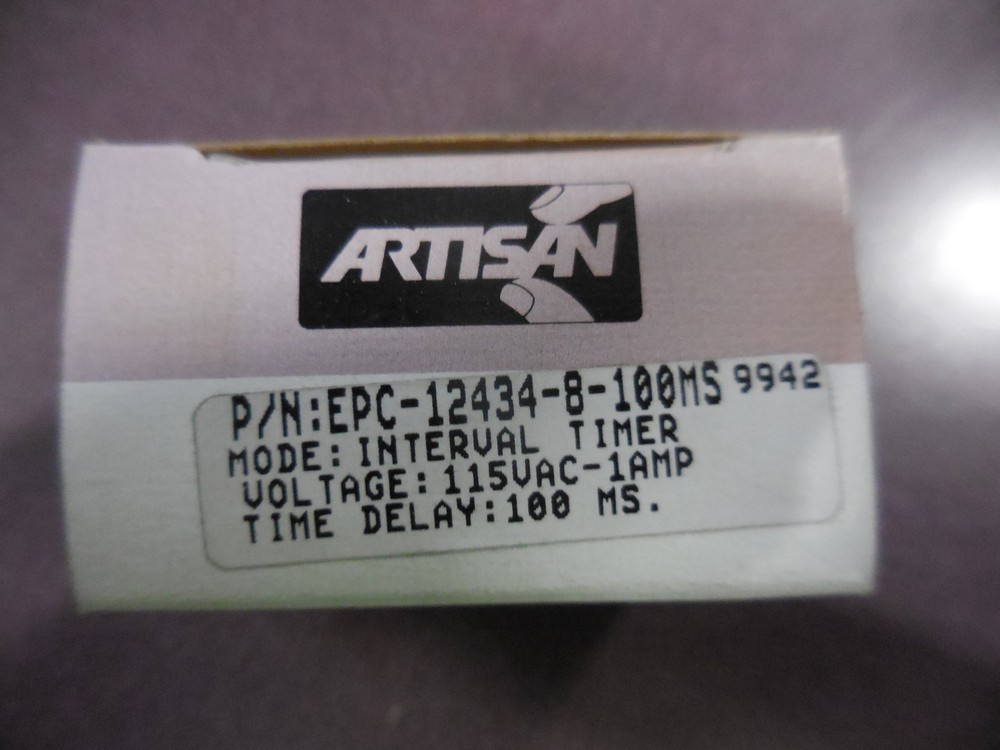 ARTISAN
P/N:EPC-12434-8-100MS 9942
MODE: INTERVAL TIMER
VOLTAGE: 115VAC-1AMP
TIME DELAY:100 MS.